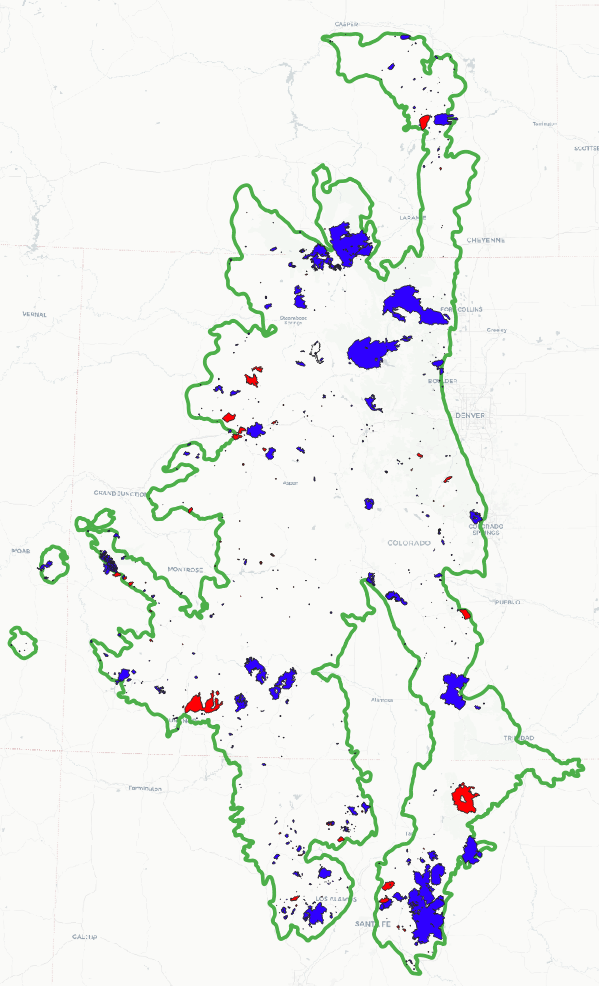 CASPER
Torrington
SCOTTSB
LARAMIE
CHEYENNE
VERNAL
Steamboat
Springs
FORT COLLINS
Greeley
BOULDER
DENVER
Aspen
GRAND JUNCTION
COLORADO
SPRINGS
COLORADO
MOAB
MONTROSE
PUEBLO
Alamosa
TRINIDAD
Farmington
LOS ALAMOS
SANTA FE
GALLUP